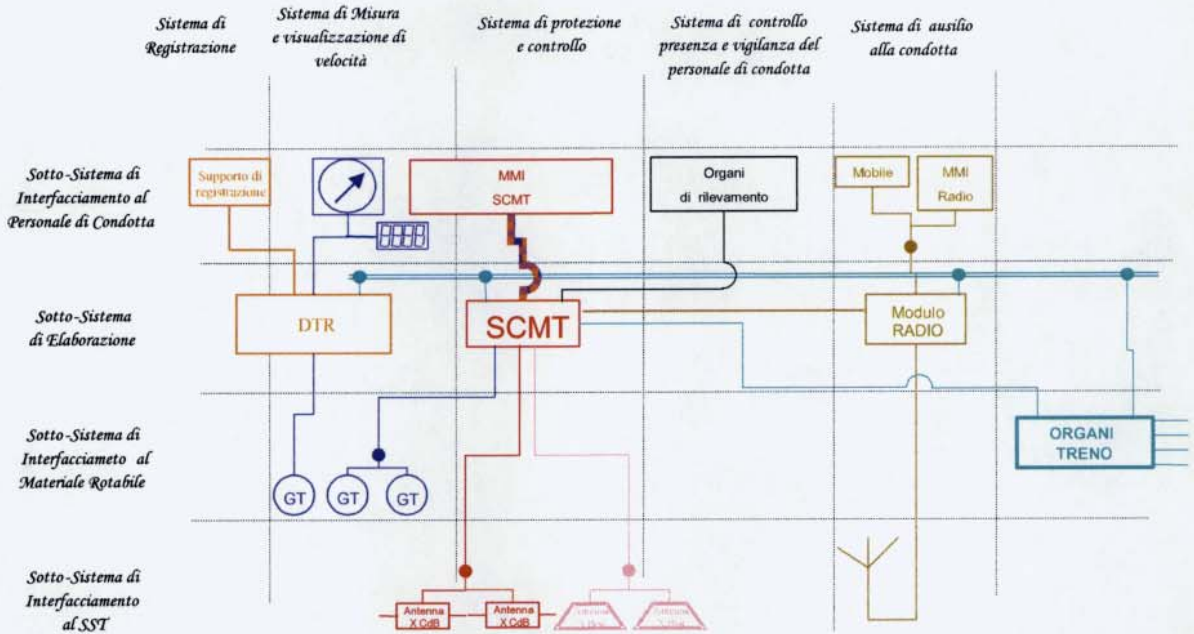 Sistema di
Registrazione
Sistema di Misura
e visualizzazione di
velocità
Sistema di protezione
e controllo
Sistema di controllo
presenza e vigilanza del
personale di condotta
Sistema di ausilio
alla condotta
Sotto-Sistema di
Interfacciamento al
Personale di Condotta
Supporto di
registrazione
8888
MMI
SCMT
Organi
di rilevamento
Mobile
MMI
Radio
Sotto-Sistema
di Elaborazione
DTR
SCMT
Modulo
RADIO
Sotto-Sistema di
Interfacciameto al
Materiale Rotabile
GT
GT
GT
ORGANI
TRENO
Sotto-Sistema di
Interfacciamento
al SST
Antenna
X CdB
Antenna
X CdB